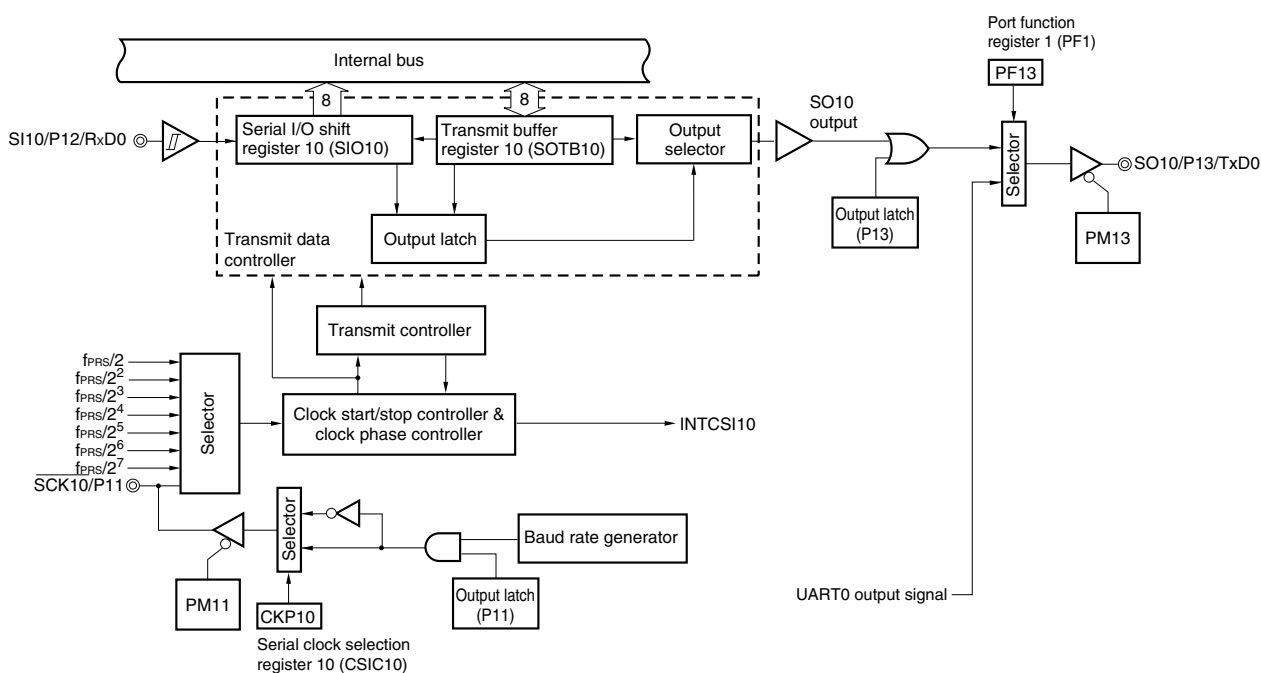 Port function
register 1 (PF1)
Internal bus
PF13
8
8
SO10
output
SI10/P12/RxD0
Serial I/O shift
register 10 (SIO10)
Transmit buffer
register 10 (SOTB10)
Output
selector
Selector
SO10/P13/TxD0
Output latch
(P13)
PM13
Output latch
Transmit data
controller
Transmit controller
fPRS/2
fPRS/2²
fPRS/2³
fPRS/2⁴
fPRS/2⁵
fPRS/2⁶
fPRS/2⁷
SCK10/P11
Selector
Clock start/stop controller &
clock phase controller
INTCSI10
Selector
Baud rate generator
PM11
CKP10
Output latch
(P11)
UART0 output signal
Serial clock selection
register 10 (CSIC10)